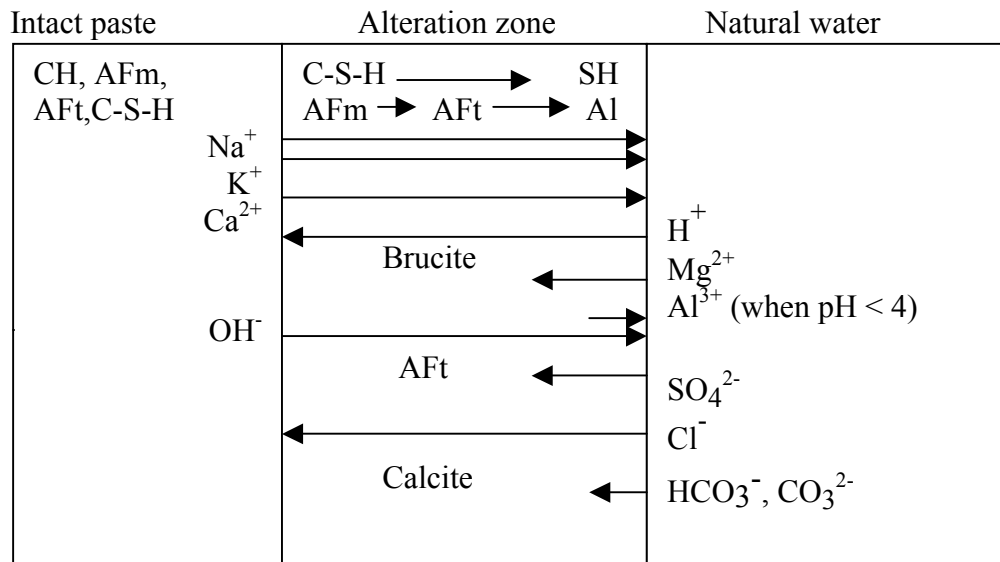 Intact paste Alteration zone Natural water
CH, AFm, C-S-H SH
AFt,C-S-H AFm AFt Al
Na⁺
K⁺
Ca²⁺ H⁺
Brucite
Mg²⁺
Al³⁺ (when pH < 4)
OH⁻
AFt
SO₄²⁻
Cl⁻
Calcite
HCO₃⁻, CO₃²⁻